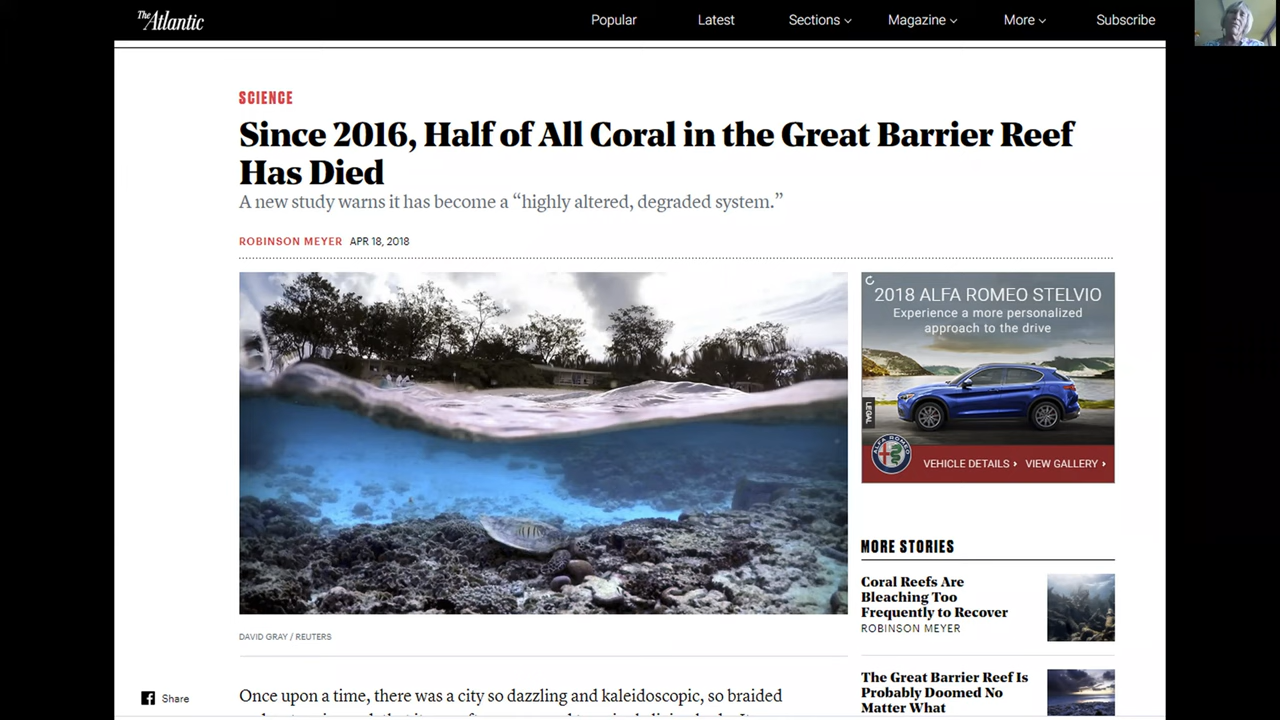 The Atlantic
Popular
Latest
Sections
Magazine
More
Subscribe
SCIENCE
Since 2016, Half of All Coral in the Great Barrier Reef
Has Died
A new study warns it has become a “highly altered, degraded system.”
ROBINSON MEYER APR 18, 2018
2018 ALFA ROMEO STELVIO
Experience a more personalized
approach to the drive
LEGAL
ALFA ROMEO
VEHICLE DETAILS
VIEW GALLERY
DAVID GRAY / REUTERS
MORE STORIES
Coral Reefs Are
Bleaching Too
Frequently to Recover
ROBINSON MEYER
The Great Barrier Reef Is
Probably Doomed No
Matter What
Share
Once upon a time, there was a city so dazzling and kaleidoscopic, so braided